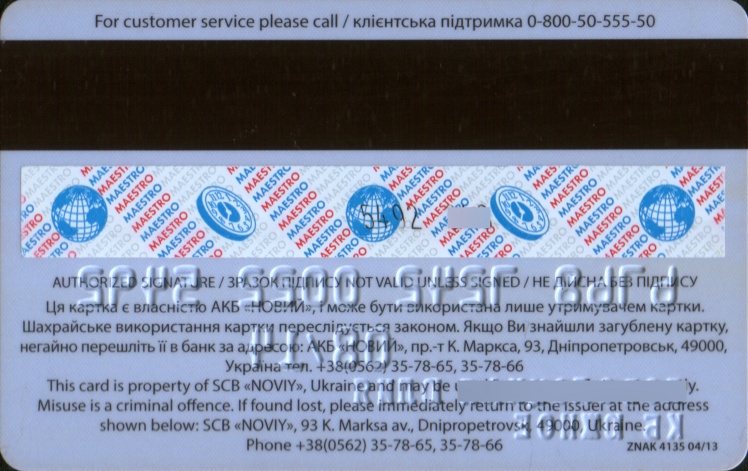 For customer service please call / клієнтська підтримка 0-800-50-555-50
MAESTRO MAESTRO MAESTRO MAESTRO
5492
AUTHORIZED SIGNATURE / ЗРАЗОК ПІДПИСУ NOT VALID UNLESS SIGNED / НЕ ДІЙСНА БЕЗ ПІДПИСУ
Ця картка є власністю АКБ «НОВИЙ», і може бути використана лише утримувачем картки.
Шахрайське використання картки переслідується законом. Якщо Ви знайшли загублену картку,
негайно перешліть її в банк за адресою: АКБ «НОВИЙ», пр.-т К. Маркса, 93, Дніпропетровськ, 49000,
Україна тел. +38(0562) 35-78-65, 35-78-66
This card is property of SCB «NOVIY», Ukraine and may be
Misuse is a criminal offence. If found lost, please immediately return to the issuer at the address
shown below: SCB «NOVIY», 93 K. Marksa av., Dnipropetrovsk, 49000, Ukraine.
Phone +38(0562) 35-78-65, 35-78-66
ZNAK 4135 04/13